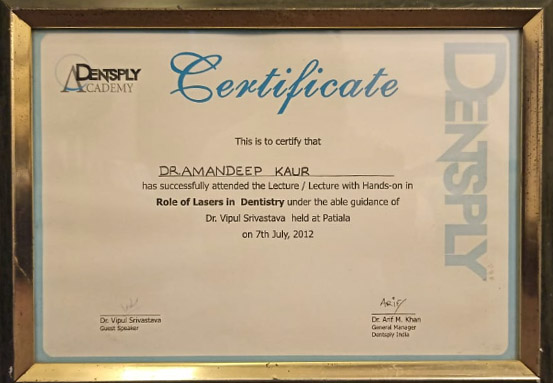 DENTSPLY
ACADEMY
Certificate
DENTSPLY
This is to certify that
DR.AMANDEEP KAUR
has successfully attended the Lecture / Lecture with Hands-on in
Role of Lasers in Dentistry under the able guidance of
Dr. Vipul Srivastava held at Patiala
on 7th July, 2012
Dr. Vipul Srivastava
Guest Speaker
Arif
Dr. Arif M. Khan
General Manager
Dentsply India